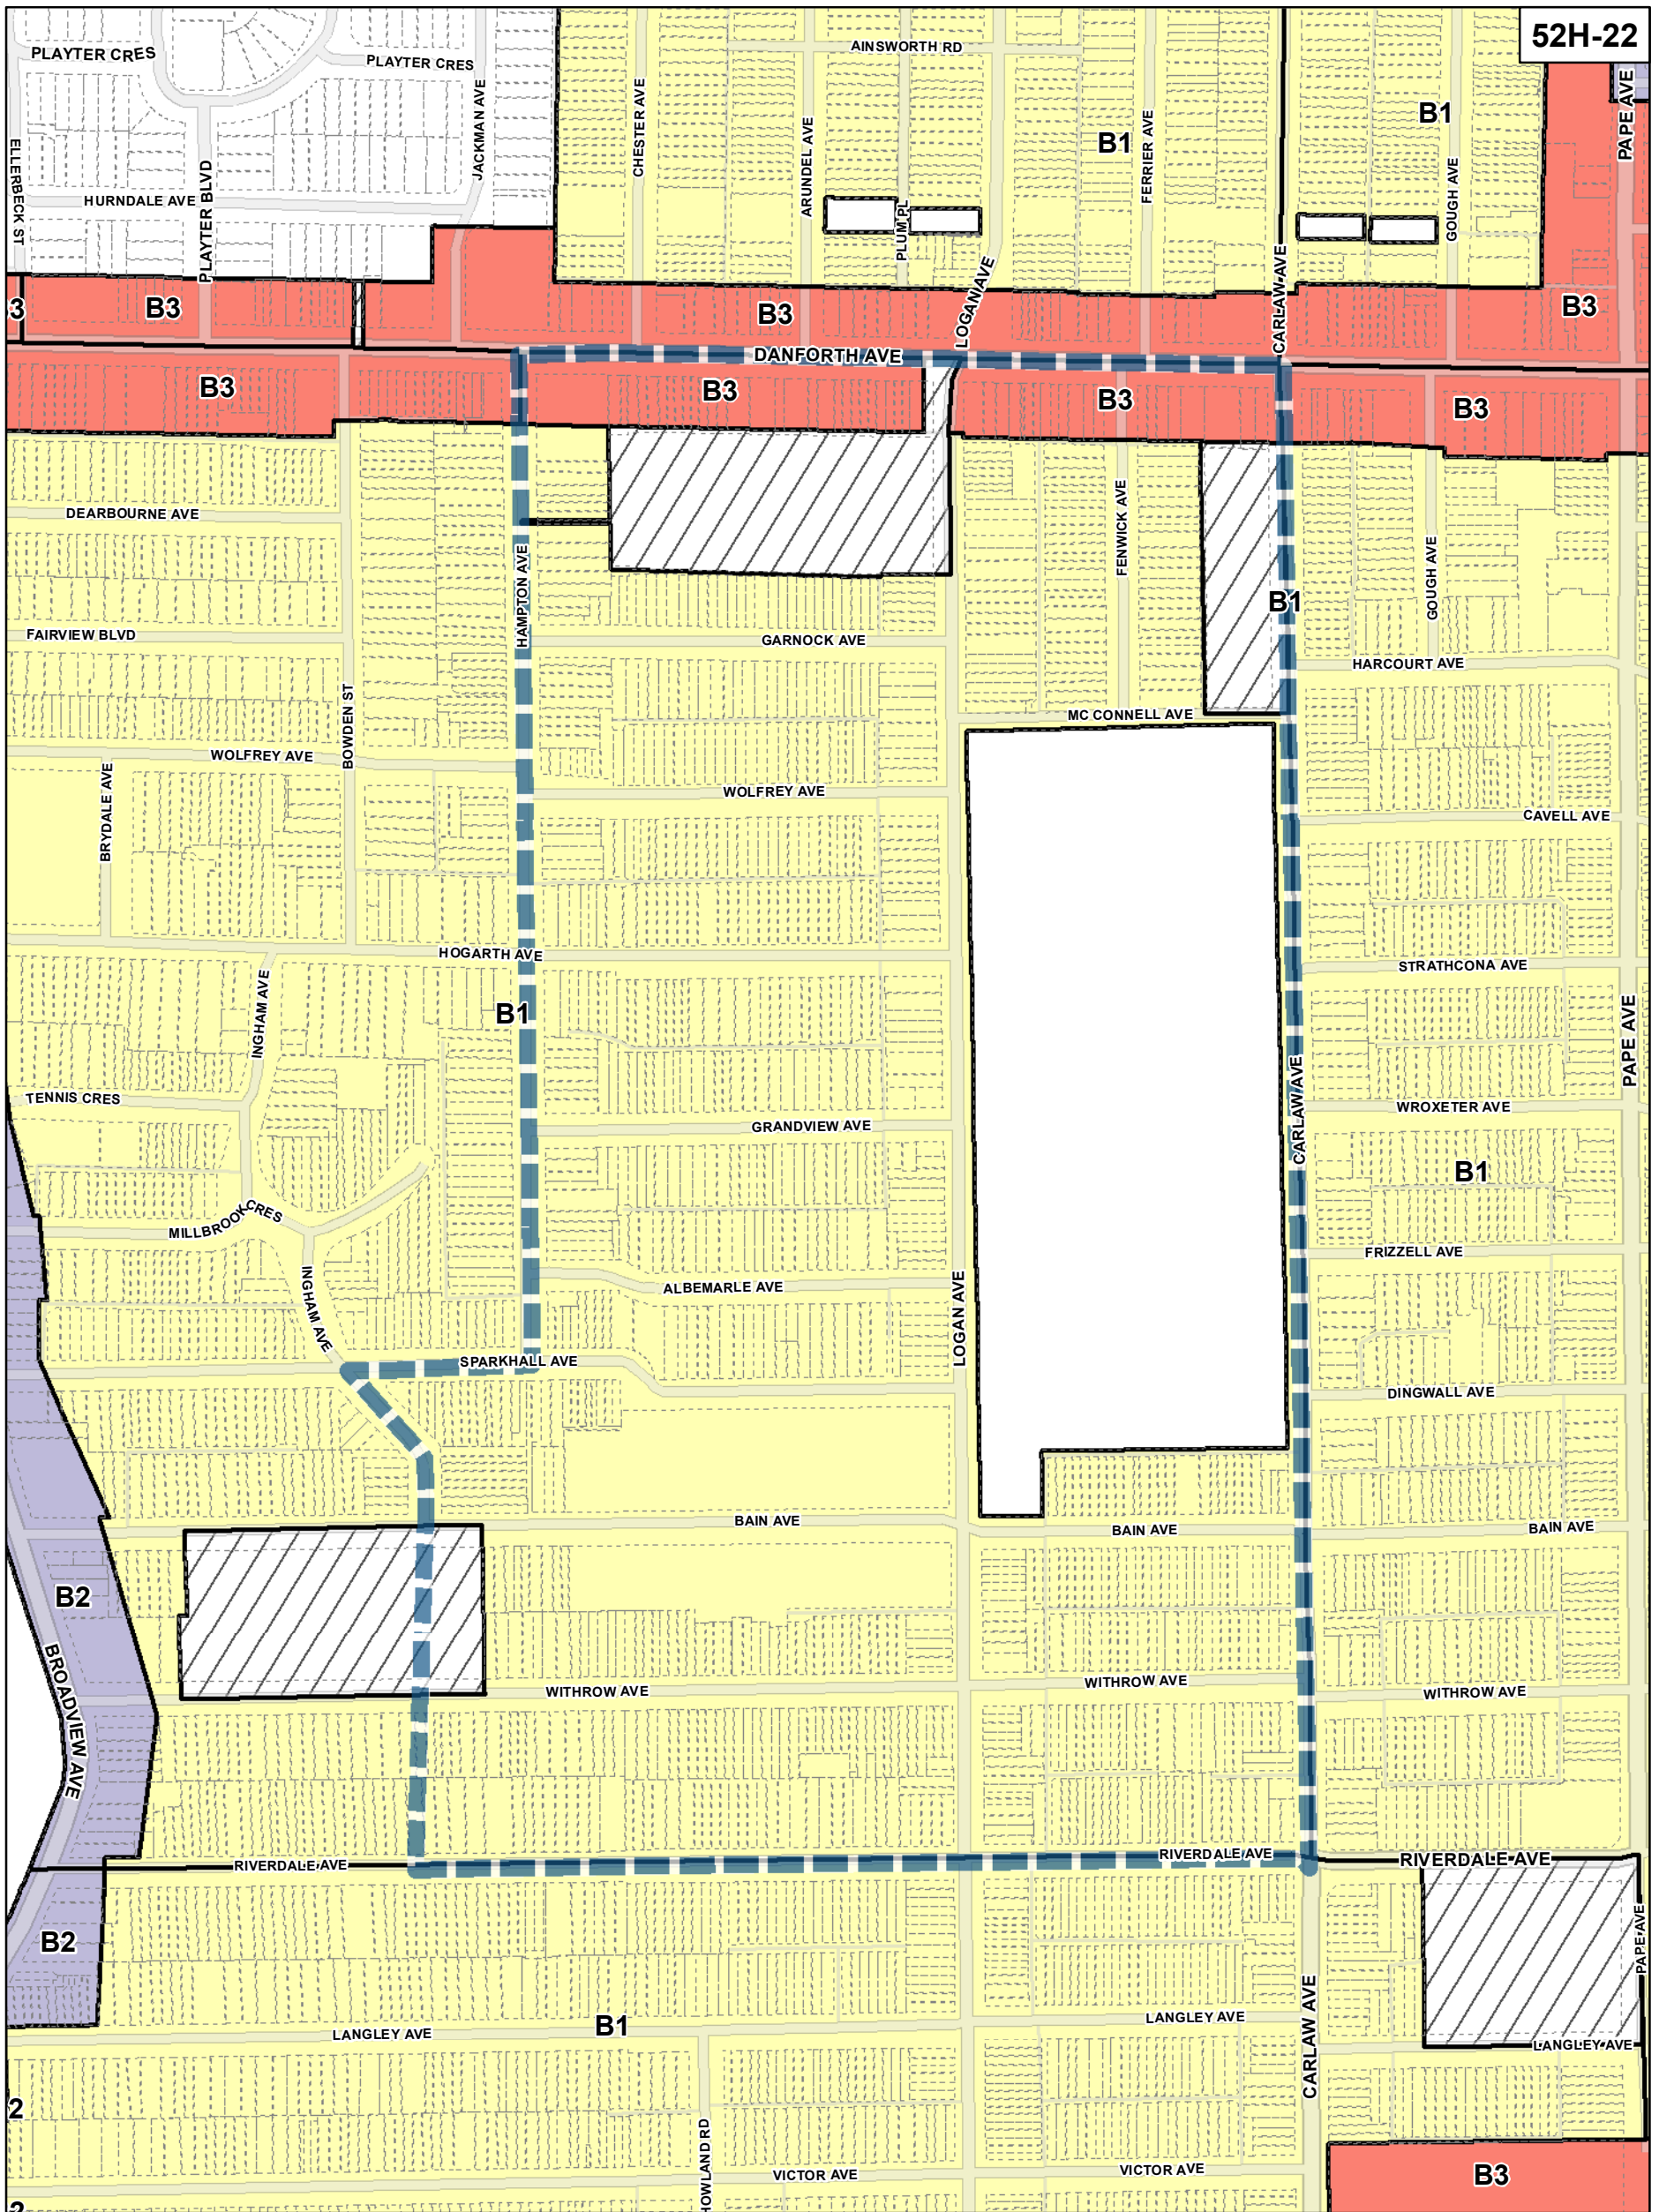 52H-22
PLAYTER CRES
PLAYTER CRES
AINSWORTH RD
JACKMAN AVE
CHESTER AVE
ARUNDEL AVE
FERRIER AVE
B1
B1
PAPE AVE
ELLERBECK ST
HURNDALE AVE
PLAYTER BLVD
PLUM PL
GOUGH AVE
LOGAN AVE
CARLAW AVE
3
B3
B3
B3
DANFORTH AVE
B3
B3
B3
B3
DEARBOURNE AVE
HAMPTON AVE
FENWICK AVE
GOUGH AVE
B1
FAIRVIEW BLVD
GARNOCK AVE
HARCOURT AVE
BOWDEN ST
MC CONNELL AVE
WOLFREY AVE
WOLFREY AVE
BRYDALE AVE
CAVELL AVE
HOGARTH AVE
STRATHCONA AVE
INGHAM AVE
B1
PAPE AVE
TENNIS CRES
CARLAW AVE
WROXETER AVE
GRANDVIEW AVE
B1
MILLBROOK CRES
FRIZZELL AVE
INGHAM AVE
ALBEMARLE AVE
LOGAN AVE
SPARKHALL AVE
DINGWALL AVE
BAIN AVE
BAIN AVE
BAIN AVE
B2
BROADVIEW AVE
WITHROW AVE
WITHROW AVE
WITHROW AVE
RIVERDALE AVE
RIVERDALE AVE
RIVERDALE AVE
B2
PAPE AVE
B1
LANGLEY AVE
LANGLEY AVE
CARLAW AVE
LANGLEY AVE
2
HOWLAND RD
VICTOR AVE
VICTOR AVE
B3
2